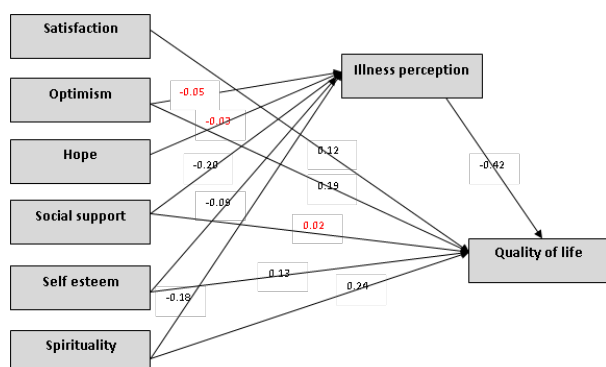 Satisfaction
Illness perception
Optimism
-0.05
-0.03
Hope
-0.20
0.12
-0.42
0.19
Social support
-0.09
0.02
Quality of life
Self esteem
0.13
-0.18
0.24
Spirituality